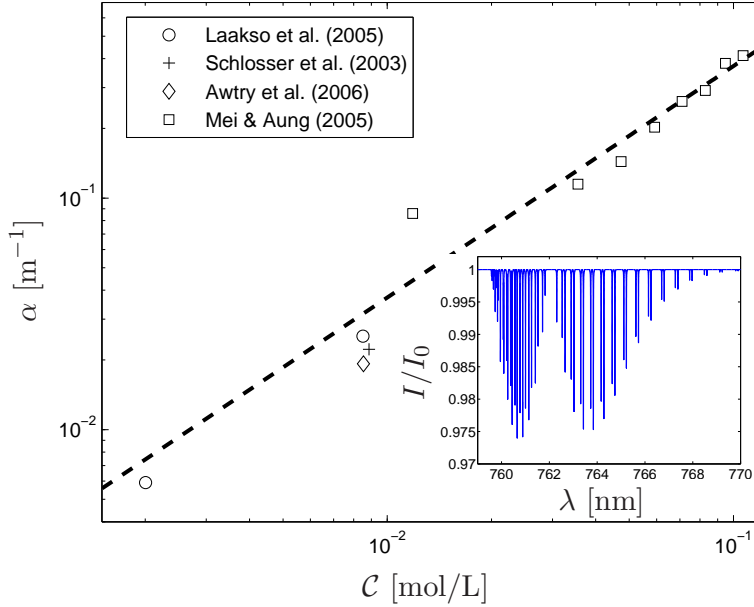 Laakso et al. (2005)
Schlosser et al. (2003)
Awtry et al. (2006)
Mei & Aung (2005)
10⁻¹
10⁻²
α [m⁻¹]
1
0.995
0.99
0.985
0.98
0.975
0.97
I/I₀
760 762 764 766 768 770
λ [nm]
10⁻² 10⁻¹
𝒞 [mol/L]